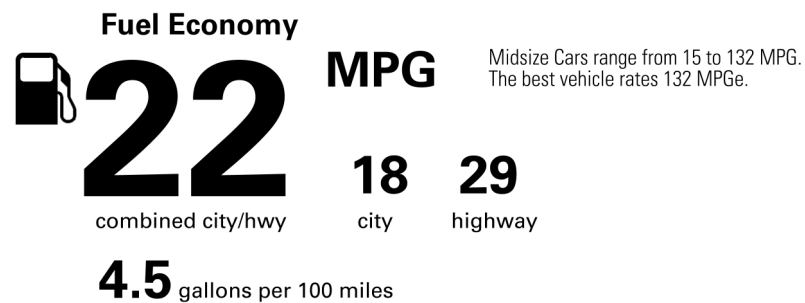 Fuel Economy
22
MPG
Midsize Cars range from 15 to 132 MPG.
The best vehicle rates 132 MPGe.
combined city/hwy
18
city
29
highway
4.5 gallons per 100 miles